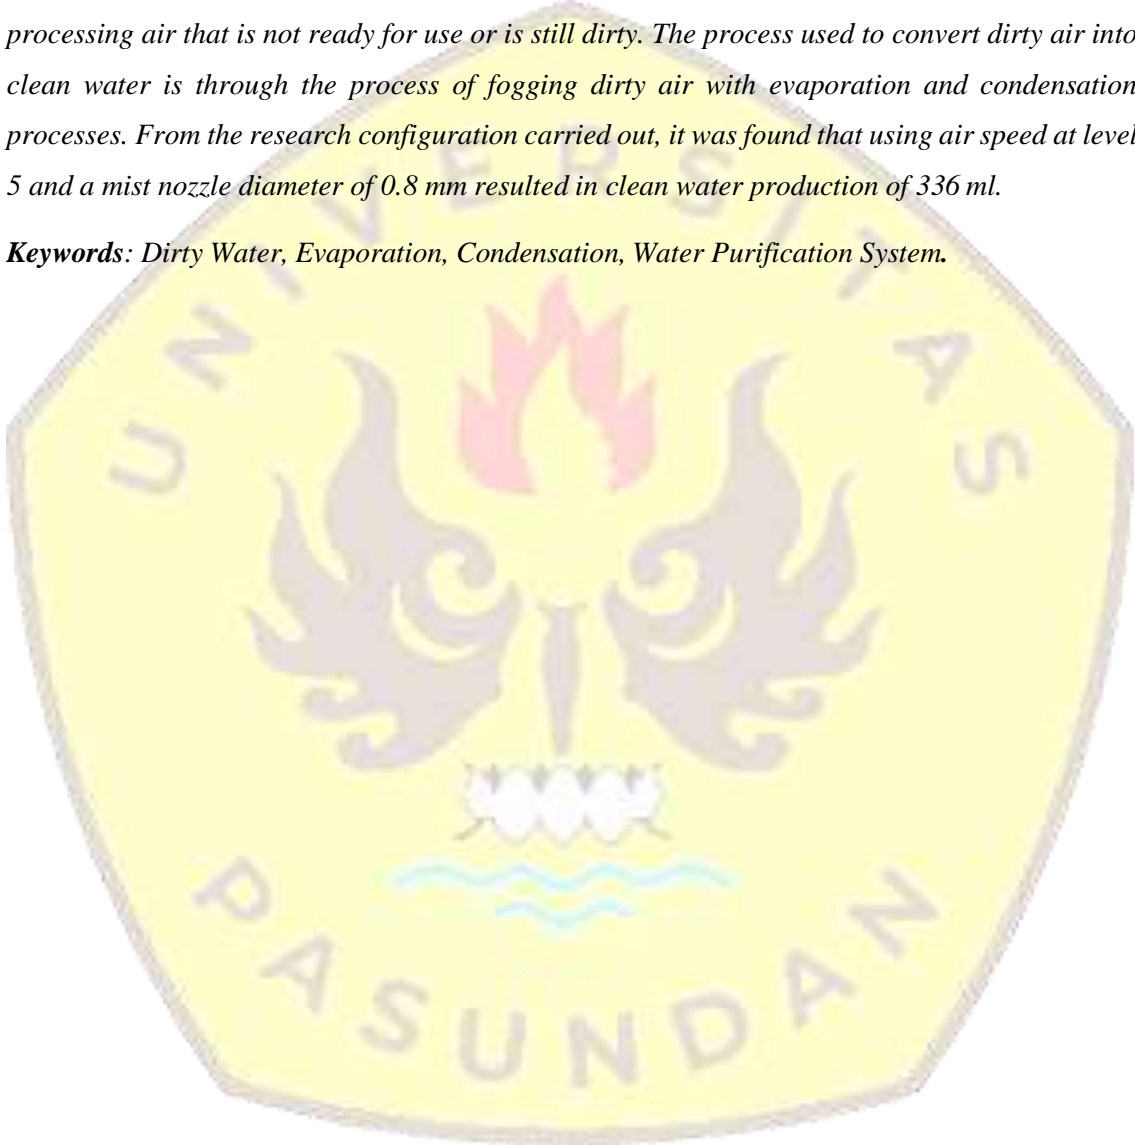 processing air that is not ready for use or is still dirty. The process used to convert dirty air into
clean water is through the process of fogging dirty air with evaporation and condensation
processes. From the research configuration carried out, it was found that using air speed at level
5 and a mist nozzle diameter of 0.8 mm resulted in clean water production of 336 ml.
Keywords: Dirty Water, Evaporation, Condensation, Water Purification System.
UNIVERSITAS
PASUNDAN